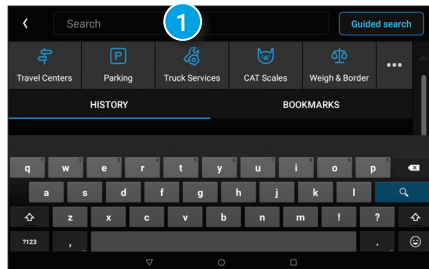 Search
1
Guided search
Travel Centers
P
Parking
Truck Services
CAT Scales
Weigh & Border
HISTORY
BOOKMARKS
q w e r t y u i o p
a s d f g h j k l
z x c v b n m ! ?
?123 , .